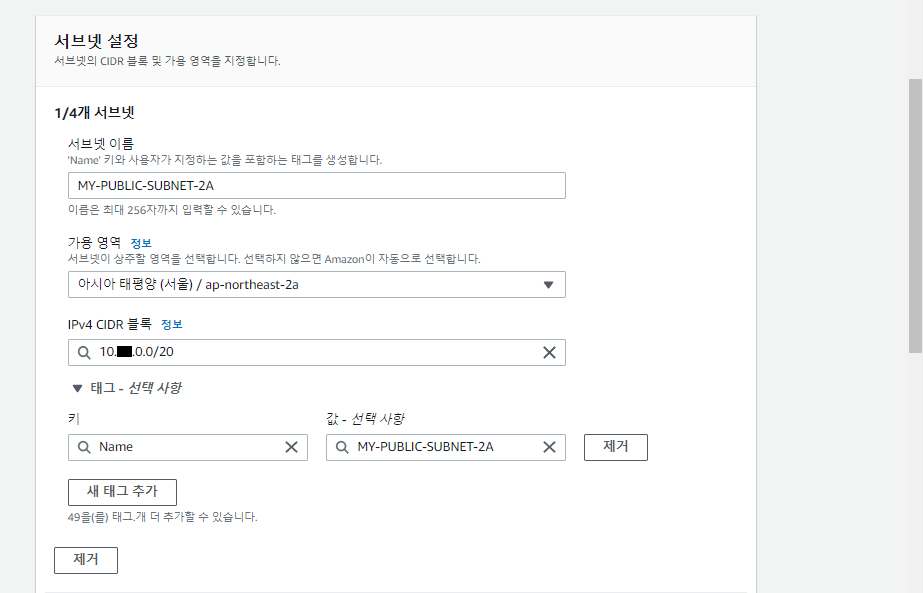 서브넷 설정
서브넷의 CIDR 블록 및 가용 영역을 지정합니다.
1/4개 서브넷
서브넷 이름
'Name' 키와 사용자가 지정하는 값을 포함하는 태그를 생성합니다.
MY-PUBLIC-SUBNET-2A
이름은 최대 256자까지 입력할 수 있습니다.
가용 영역 정보
서브넷이 상주할 영역을 선택합니다. 선택하지 않으면 Amazon이 자동으로 선택합니다.
아시아 태평양 (서울) / ap-northeast-2a
IPv4 CIDR 블록 정보
10. .0.0/20
태그 - 선택 사항
키 값 - 선택 사항
Name MY-PUBLIC-SUBNET-2A 제거
새 태그 추가
49을(를) 태그.개 더 추가할 수 있습니다.
제거